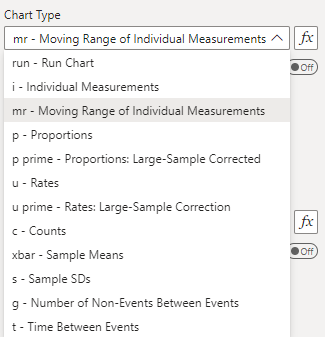 Chart Type
mr - Moving Range of Individual Measurements
fx
run - Run Chart
Off
i - Individual Measurements
mr - Moving Range of Individual Measurements
p - Proportions
p prime - Proportions: Large-Sample Corrected
u - Rates
u prime - Rates: Large-Sample Correction
fx
c - Counts
xbar - Sample Means
Off
s - Sample SDs
g - Number of Non-Events Between Events
t - Time Between Events